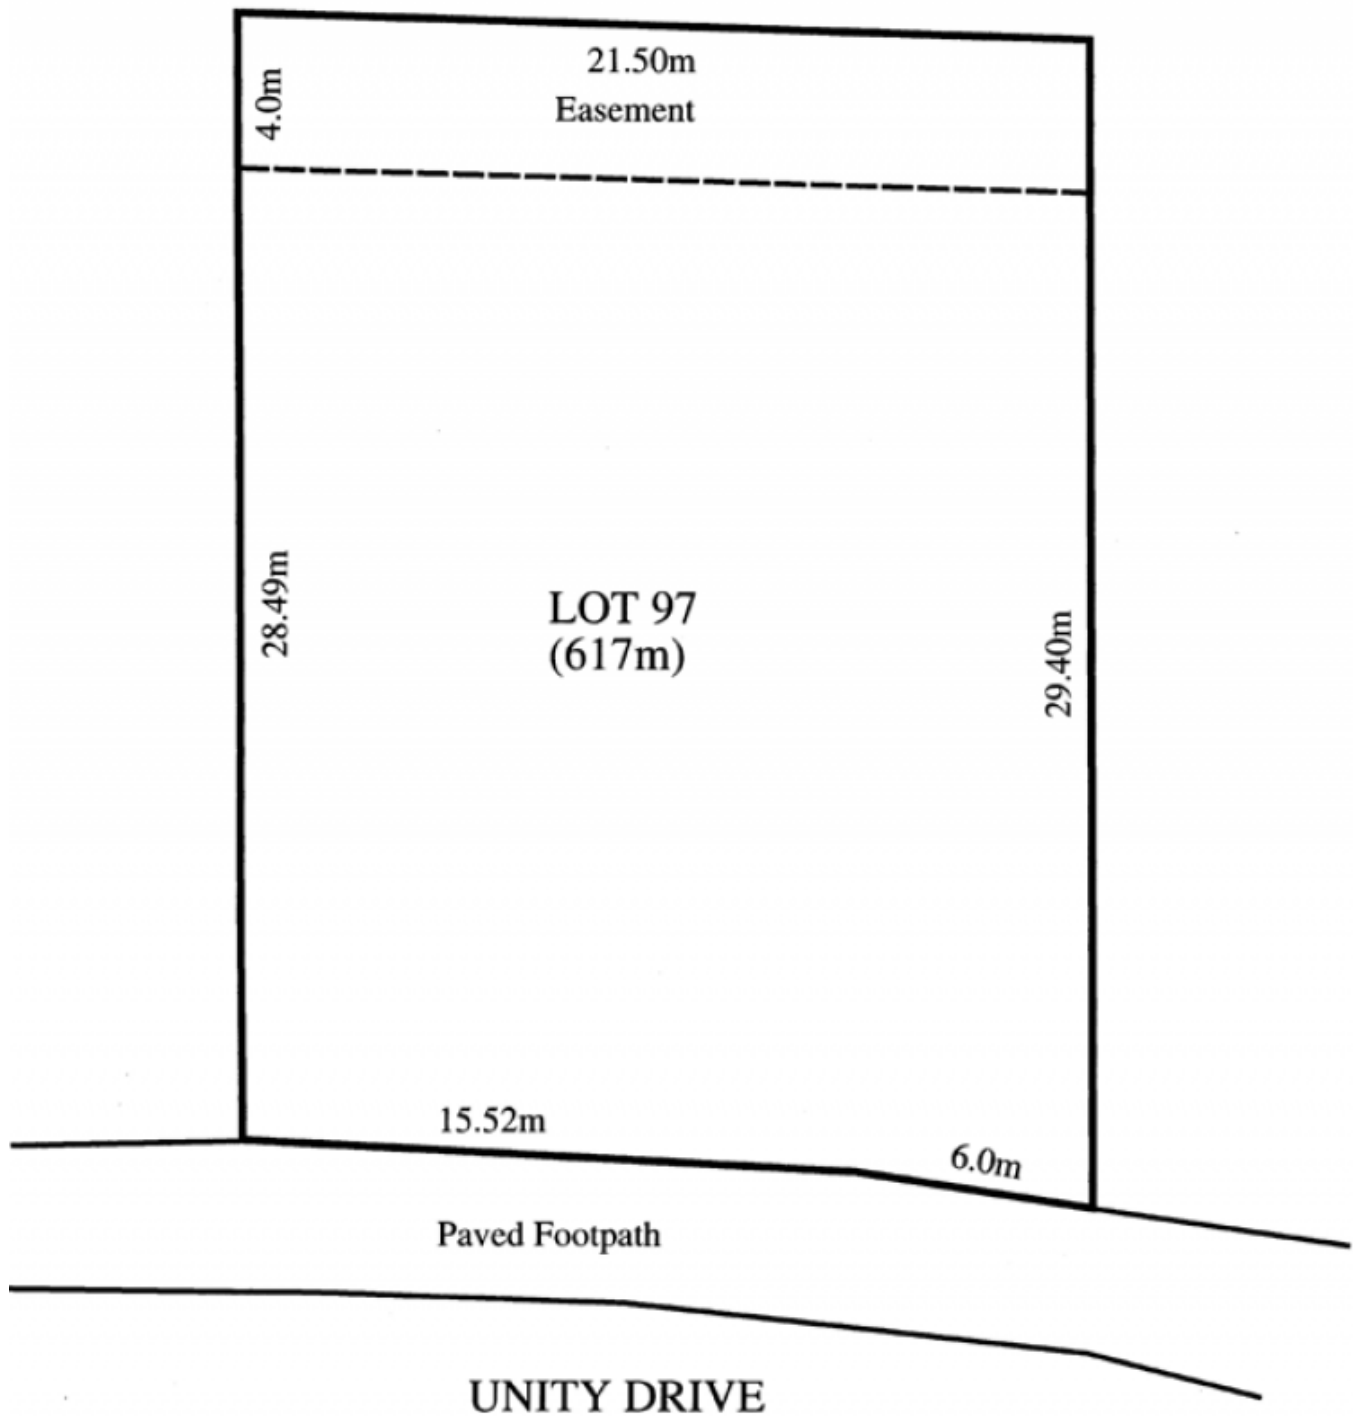 21.50m
Easement
4.0m
28.49m
LOT 97
(617m)
29.40m
15.52m
6.0m
Paved Footpath
UNITY DRIVE